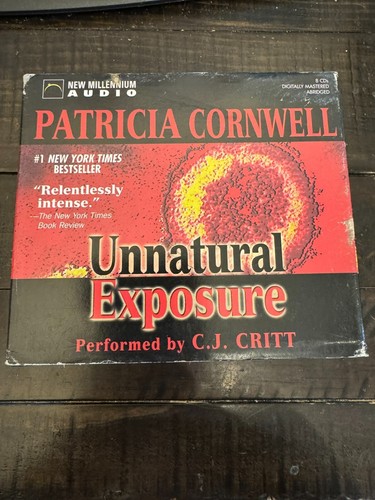 NEW MILLENNIUM
AUDIO
8 CDs
DIGITALLY MASTERED
ABRIDGED
PATRICIA CORNWELL
#1 NEW YORK TIMES
BESTSELLER
“Relentlessly
intense.”
—The New York Times
Book Review
Unnatural
Exposure
Performed by C.J. CRITT